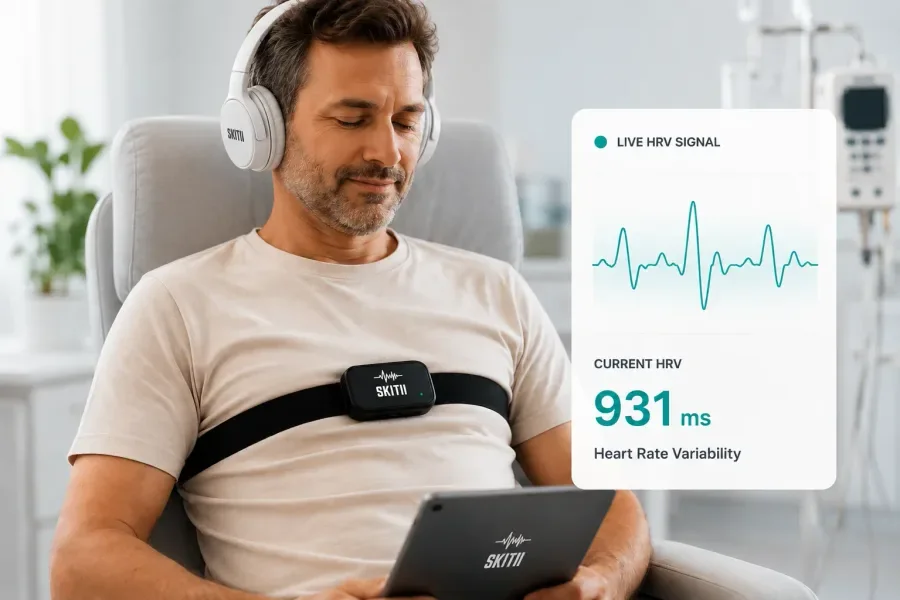 SKITII
LIVE HRV SIGNAL
CURRENT HRV
931 ms
Heart Rate Variability
SKITII
SKITII